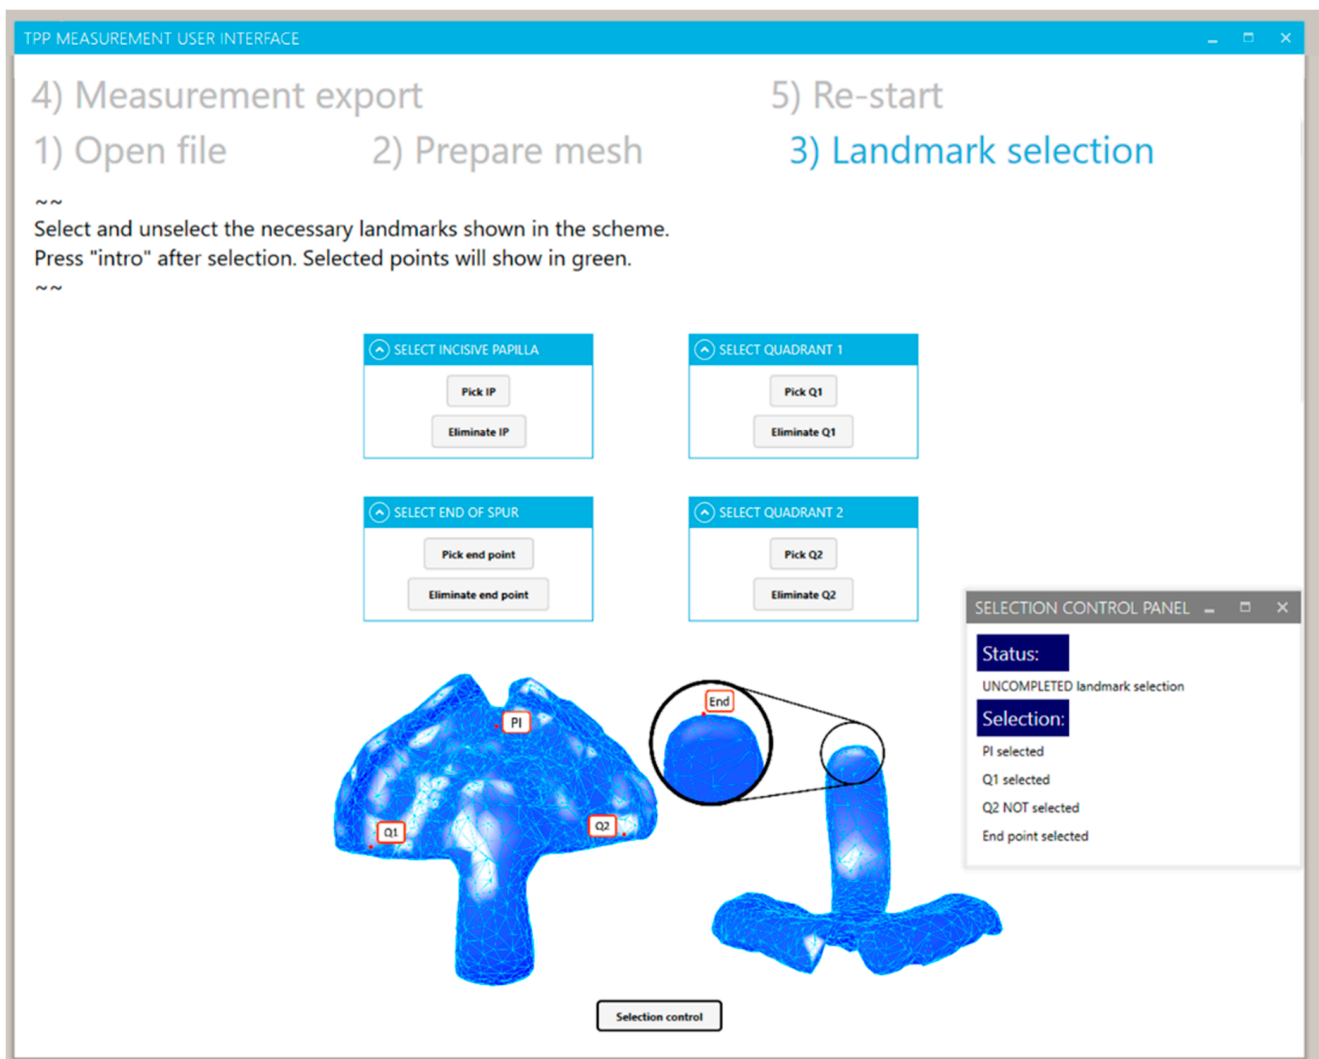 TPP MEASUREMENT USER INTERFACE
4) Measurement export
5) Re-start
1) Open file
2) Prepare mesh
3) Landmark selection
~~
Select and unselect the necessary landmarks shown in the scheme.
Press "intro" after selection. Selected points will show in green.
~~
SELECT INCISIVE PAPILLA
Pick IP
Eliminate IP
SELECT QUADRANT 1
Pick Q1
Eliminate Q1
SELECT END OF SPUR
Pick end point
Eliminate end point
SELECT QUADRANT 2
Pick Q2
Eliminate Q2
PI
Q1
Q2
End
SELECTION CONTROL PANEL
Status:
UNCOMPLETED landmark selection
Selection:
PI selected
Q1 selected
Q2 NOT selected
End point selected
Selection control